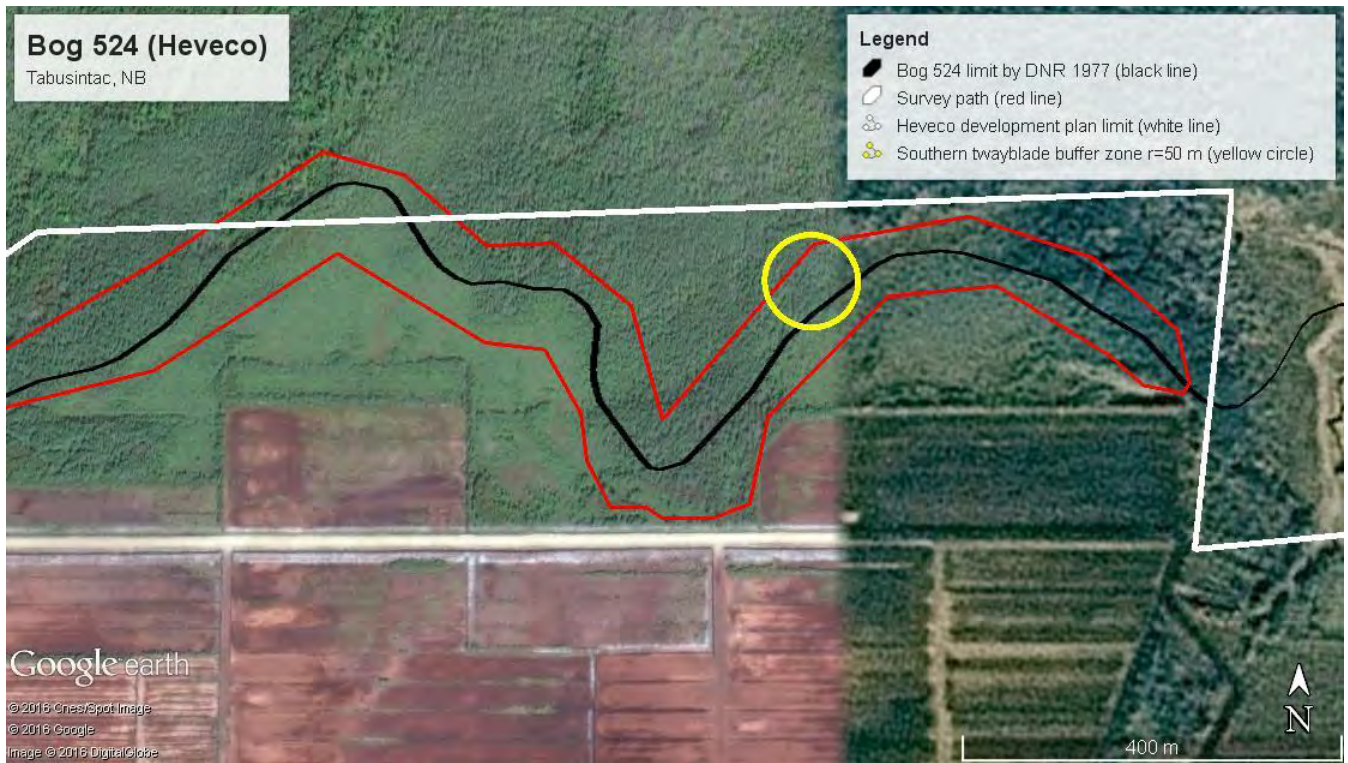 Bog 524 (Heveco)
Tabusintac, NB
Legend
Bog 524 limit by DNR 1977 (black line)
Survey path (red line)
Heveco development plan limit (white line)
Southern twayblade buffer zone r=50 m (yellow circle)
Google earth
© 2016 Cnes/Spot Image
© 2016 Google
Image © 2016 DigitalGlobe
N
400 m